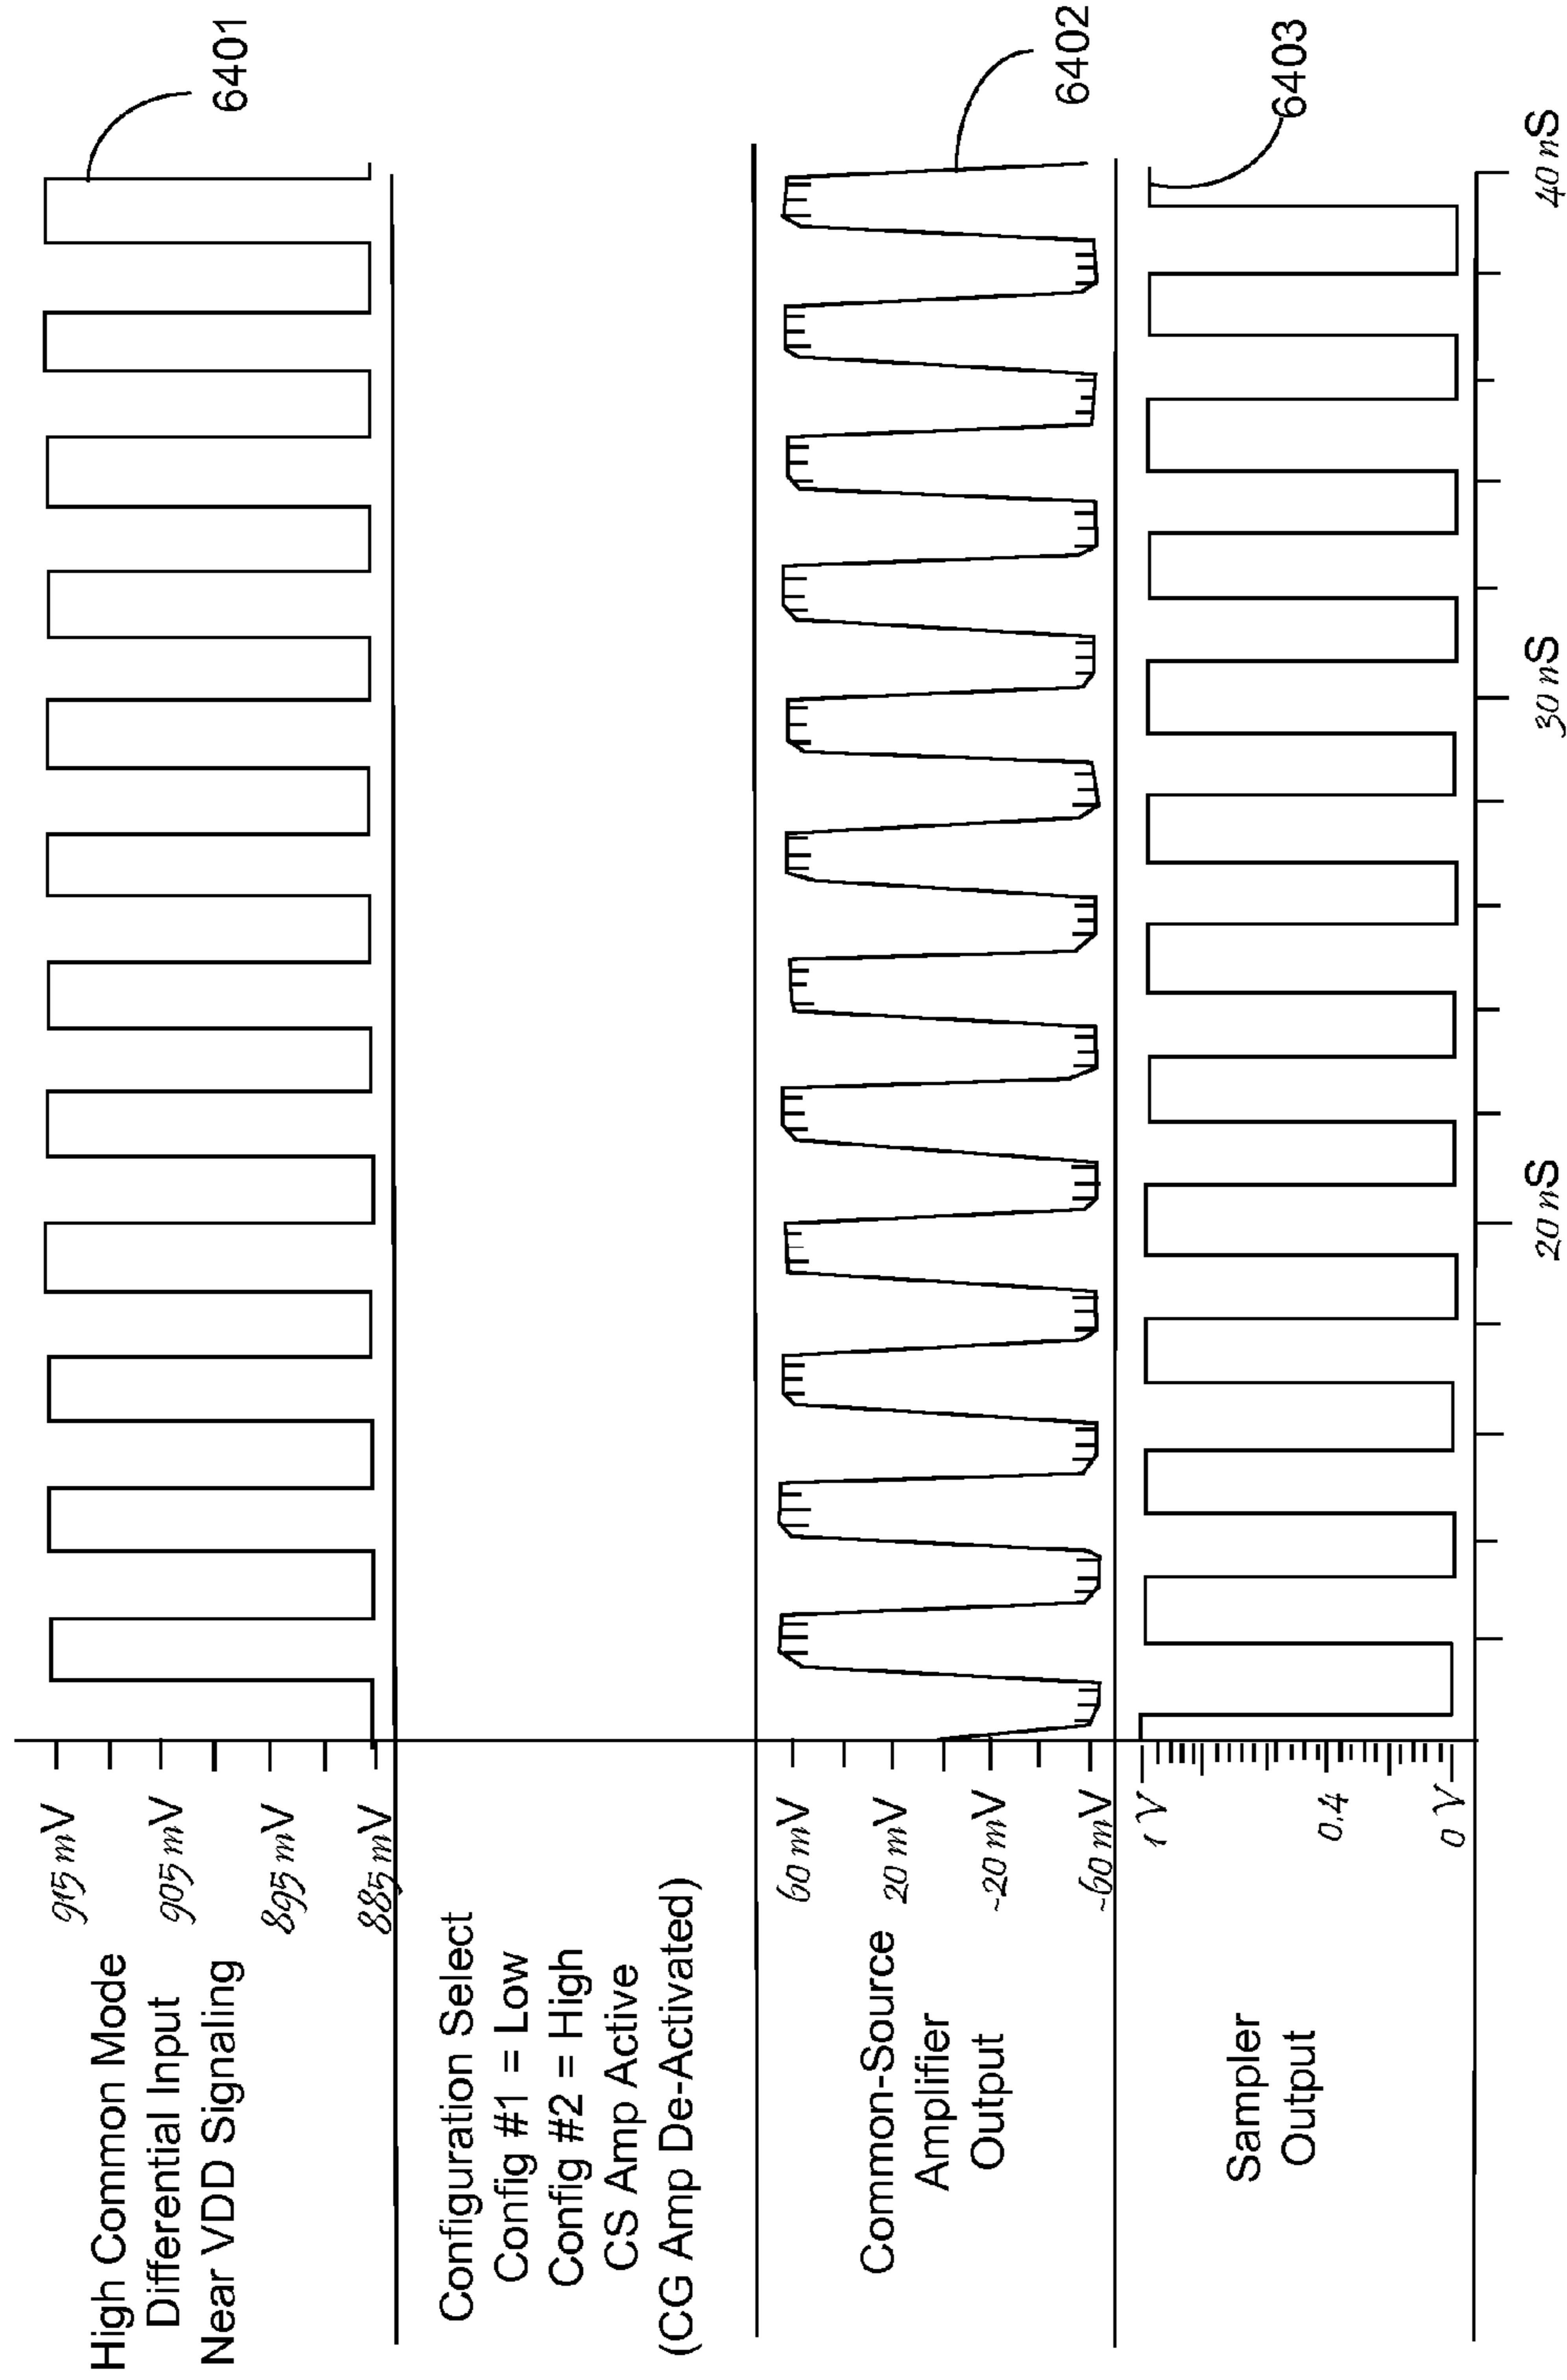 High Common Mode
Differential Input
Near VDD Signaling
915 mV
905 mV
895 mV
885 mV
6401
Configuration Select
Config #1 = Low
Config #2 = High
CS Amp Active
(CG Amp De-Activated)
Common-Source
Amplifier
Output
60 mV
20 mV
-20 mV
-60 mV
6402
Sampler
Output
1 V
0.4
0 V
6403
20 nS
30 nS
40 nS